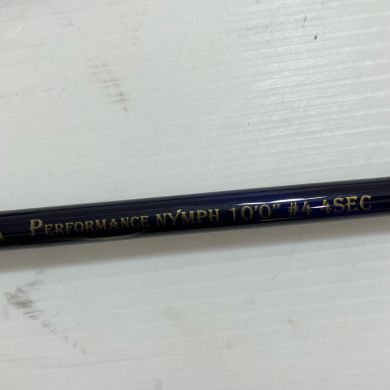 PERFORMANCE NYMPH 10'0" #4 4SEC